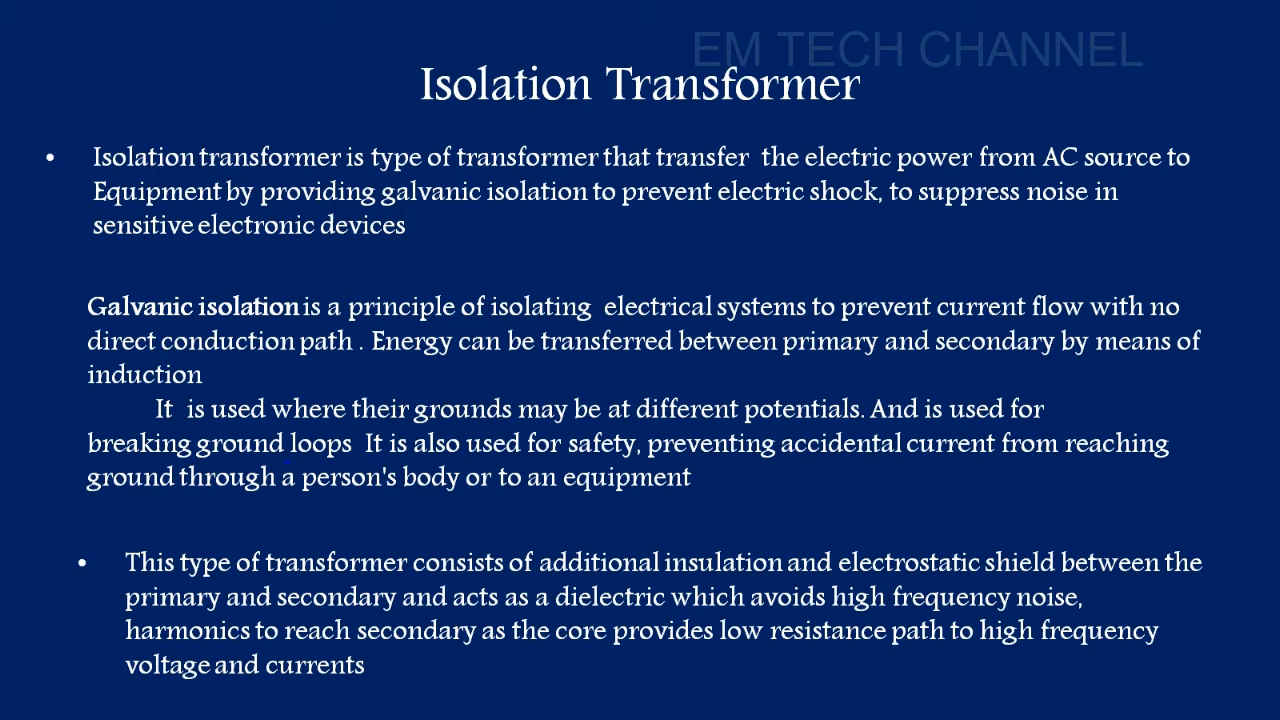 EM TECH CHANNEL
Isolation Transformer
• Isolation transformer is type of transformer that transfer the electric power from AC source to
Equipment by providing galvanic isolation to prevent electric shock, to suppress noise in
sensitive electronic devices
Galvanic isolation is a principle of isolating electrical systems to prevent current flow with no
direct conduction path . Energy can be transferred between primary and secondary by means of
induction
It is used where their grounds may be at different potentials. And is used for
breaking ground loops It is also used for safety, preventing accidental current from reaching
ground through a person's body or to an equipment
• This type of transformer consists of additional insulation and electrostatic shield between the
primary and secondary and acts as a dielectric which avoids high frequency noise,
harmonics to reach secondary as the core provides low resistance path to high frequency
voltage and currents